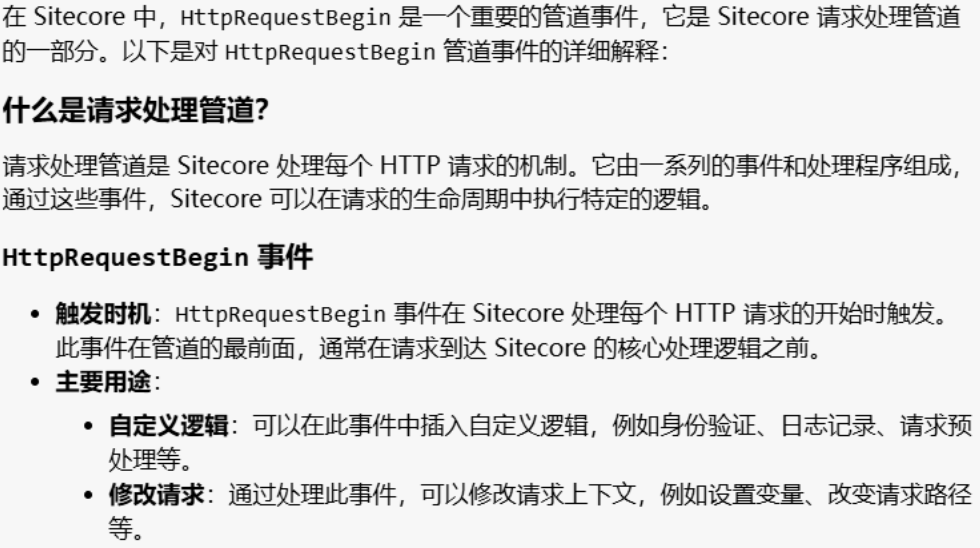 在 Sitecore 中，HttpRequestBegin 是一个重要的管道事件，它是 Sitecore 请求处理管道
的一部分。以下是对 HttpRequestBegin 管道事件的详细解释：
什么是请求处理管道？
请求处理管道是 Sitecore 处理每个 HTTP 请求的机制。它由一系列的事件和处理程序组成，
通过这些事件，Sitecore 可以在请求的生命周期中执行特定的逻辑。
HttpRequestBegin 事件
• 触发时机：HttpRequestBegin 事件在 Sitecore 处理每个 HTTP 请求的开始时触发。
此事件在管道的最前面，通常在请求到达 Sitecore 的核心处理逻辑之前。
• 主要用途：
• 自定义逻辑：可以在此事件中插入自定义逻辑，例如身份验证、日志记录、请求预
处理等。
• 修改请求：通过处理此事件，可以修改请求上下文，例如设置变量、改变请求路径
等。